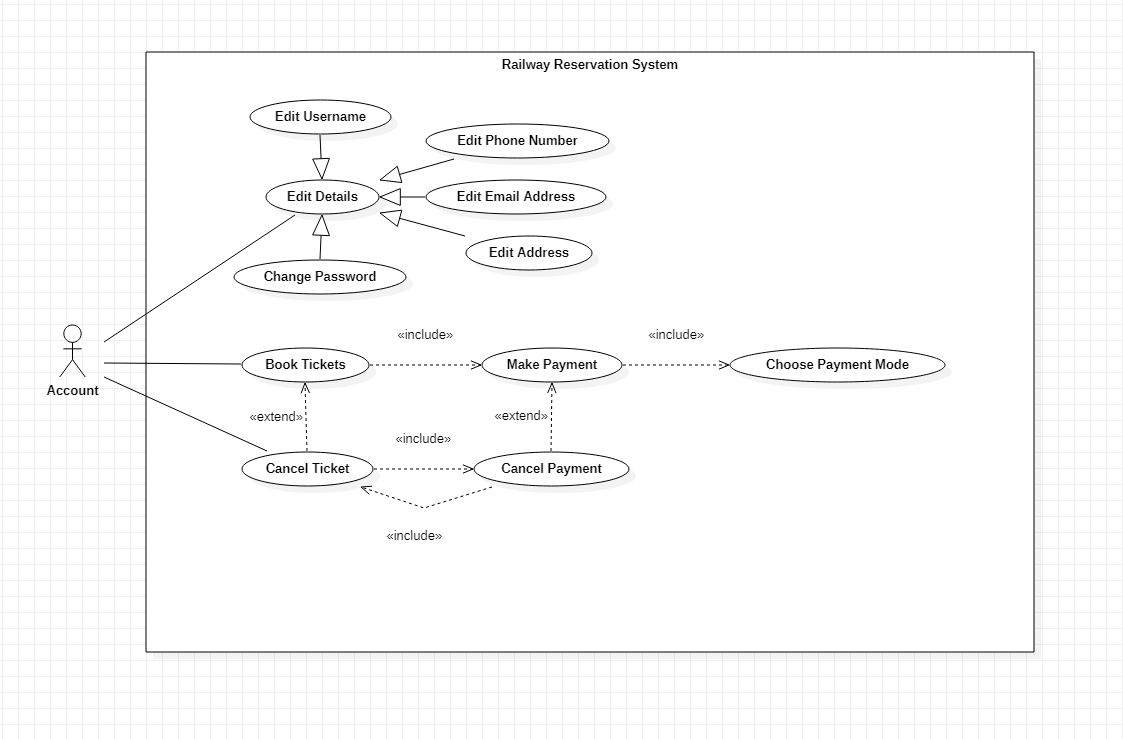 Railway Reservation System
Edit Username
Edit Phone Number
Edit Details
Edit Email Address
Edit Address
Change Password
«include»
«include»
Book Tickets
Make Payment
Choose Payment Mode
Account
«extend»
«extend»
«include»
Cancel Ticket
Cancel Payment
«include»